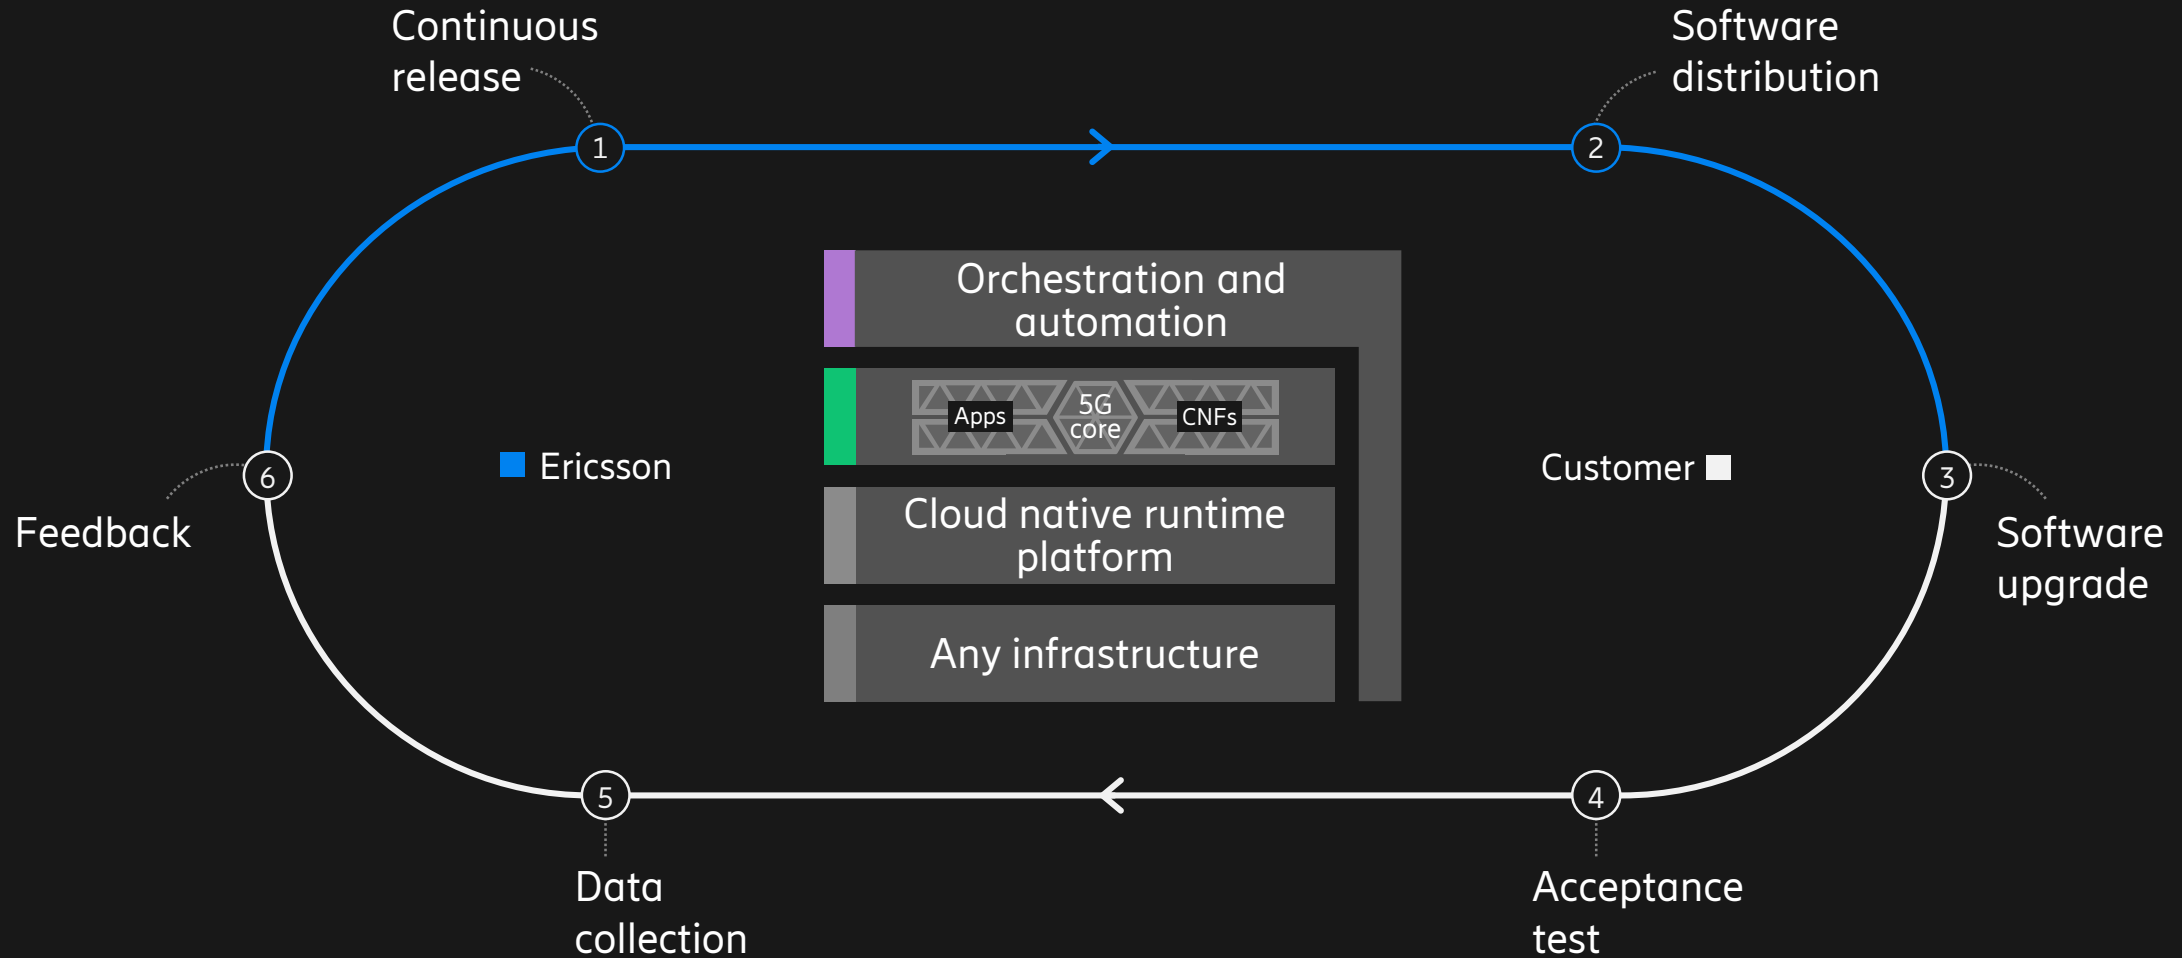 Continuous
release
Software
distribution
1
2
Orchestration and
automation
Apps
5G
core
CNFs
Ericsson
Customer
6
3
Feedback
Software
upgrade
Cloud native runtime
platform
Any infrastructure
5
4
Data
collection
Acceptance
test